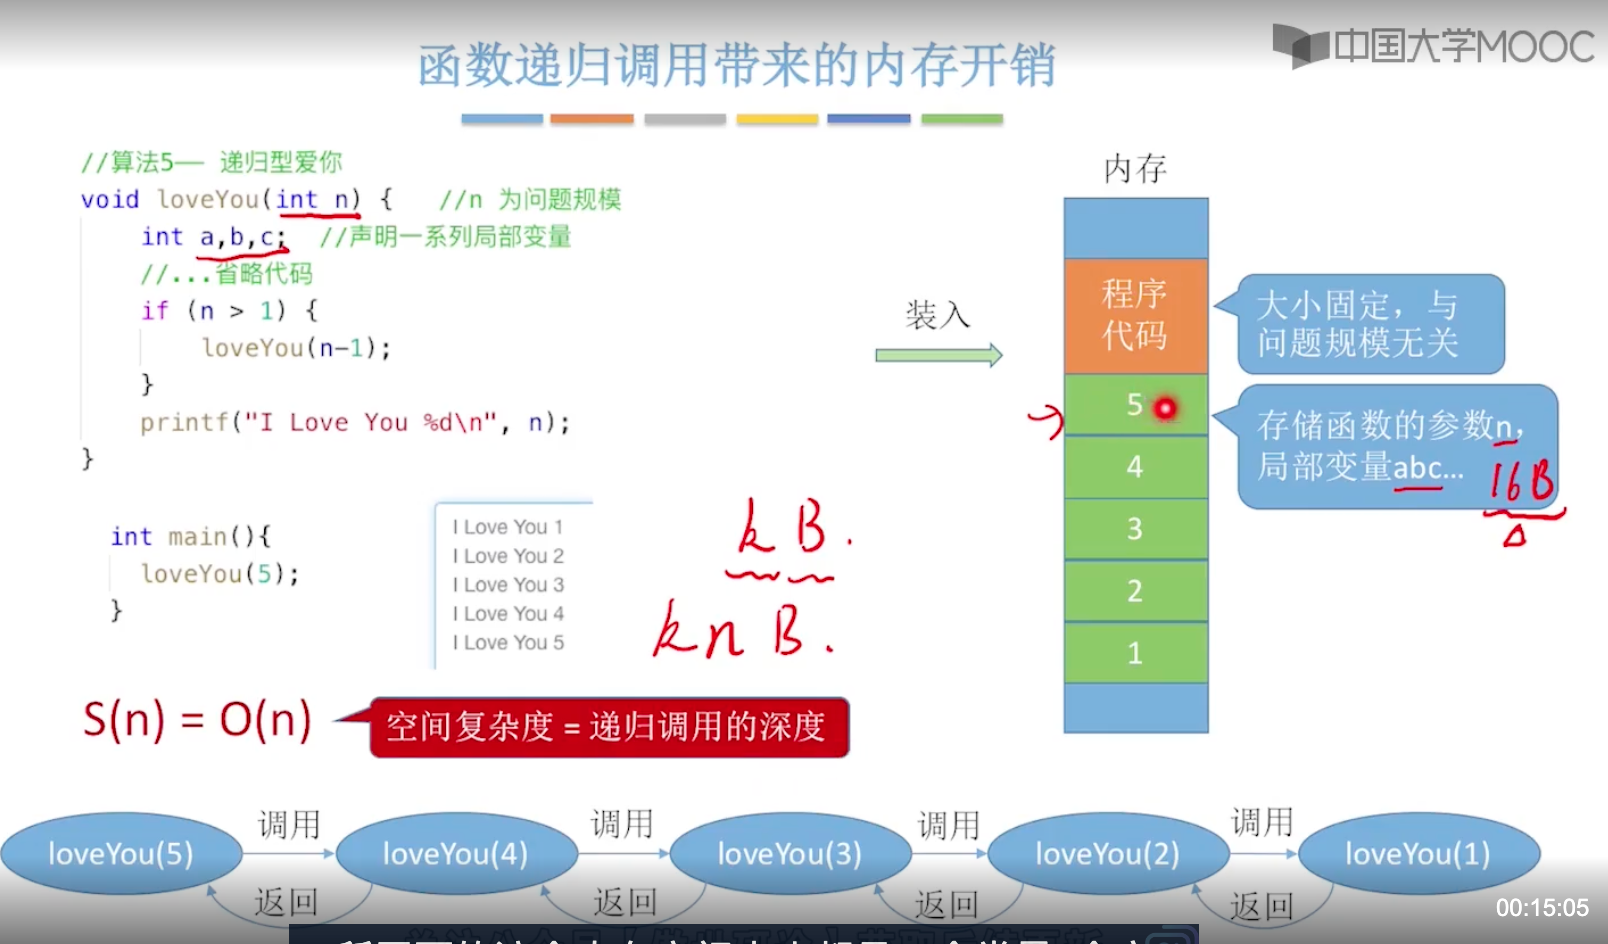 中国大学MOOC
函数递归调用带来的内存开销
//算法5— 递归型爱你
void loveYou(int n) { //n 为问题规模
int a,b,c; //声明一系列局部变量
//...省略代码
if (n > 1) {
loveYou(n-1);
}
printf("I Love You %d\n", n);
}
int main(){
loveYou(5);
}
I Love You 1
I Love You 2
I Love You 3
I Love You 4
I Love You 5
kB.
knB.
装入
内存
程序
代码
5
4
3
2
1
大小固定，与
问题规模无关
存储函数的参数n，
局部变量abc...
16B
S(n) = O(n)
空间复杂度 = 递归调用的深度
loveYou(5)
调用
返回
loveYou(4)
调用
返回
loveYou(3)
调用
返回
loveYou(2)
调用
返回
loveYou(1)
00:15:05